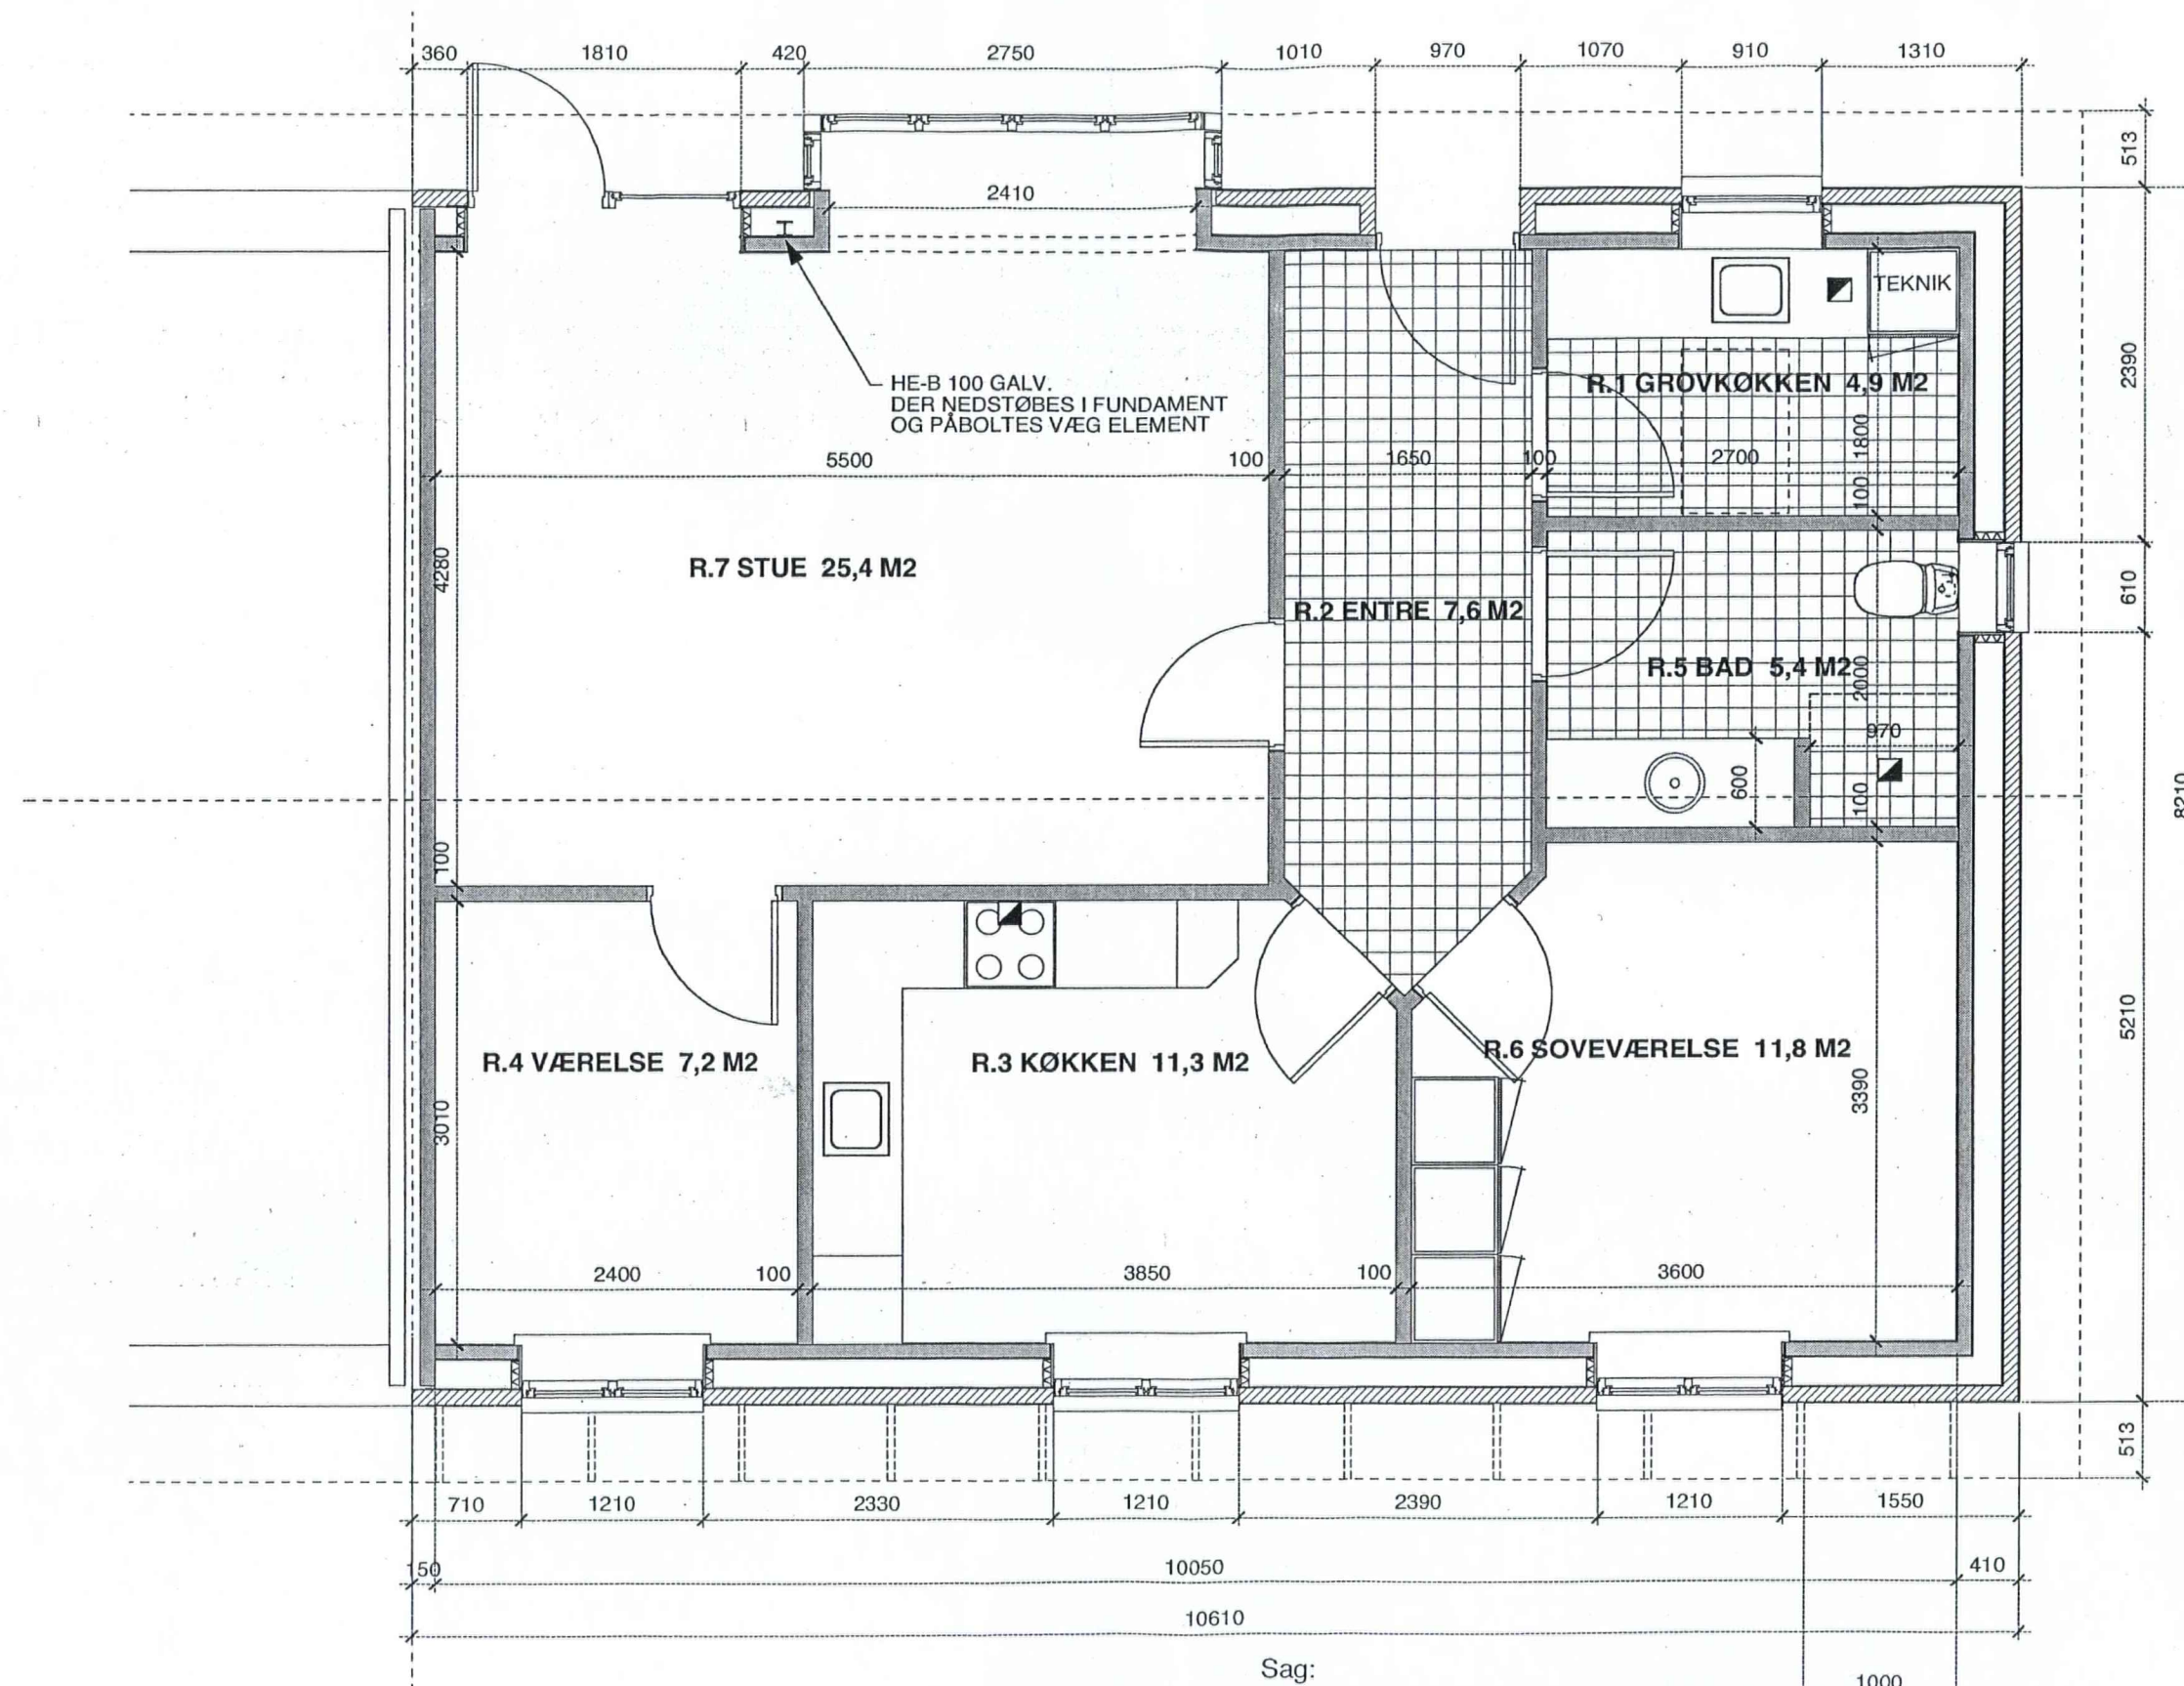 360 1810 420 2750 1010 970 1070 910 1310
513
2410
TEKNIK
2390
HE-B 100 GALV.
DER NEDSTØBES I FUNDAMENT
OG PÅBOLTES VÆG ELEMENT
R.1 GROVKØKKEN 4,9 M2
1800
5500 100 1650 100 2700
100
4280
R.7 STUE 25,4 M2
610
R.2 ENTRE 7,6 M2
R.5 BAD 5,4 M2
2000
970
600
100
8210
100
R.4 VÆRELSE 7,2 M2
R.3 KØKKEN 11,3 M2
R.6 SOVEVÆRELSE 11,8 M2
5210
3010
3390
2400 100 3850 100 3600
513
710 1210 2330 1210 2390 1210 1550
150 10050 410
10610
Sag:
1000